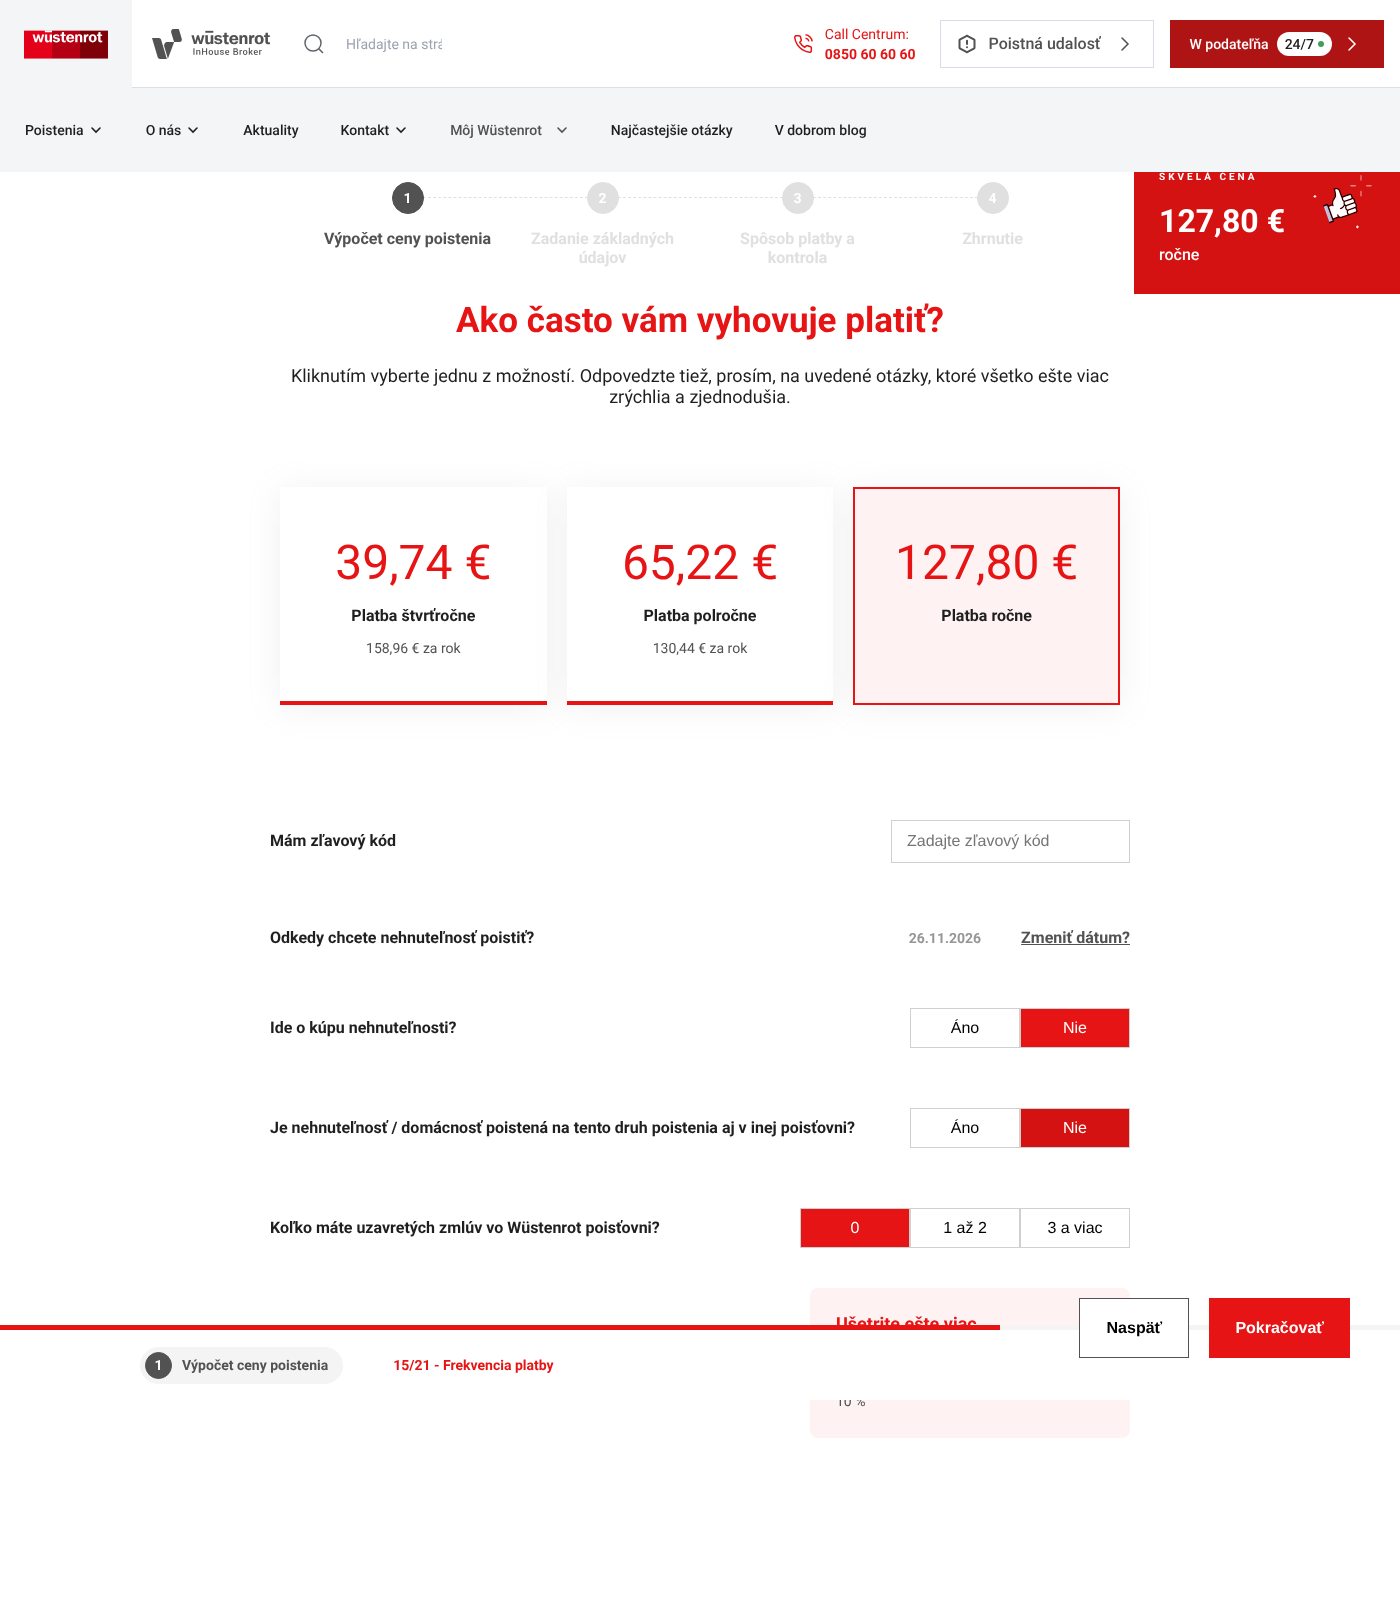 wüstenrot
wüstenrot
InHouse Broker
Hľadajte na strá
Call Centrum:
0850 60 60 60
Poistná udalosť
W podateľňa
24/7
Poistenia
O nás
Aktuality
Kontakt
Môj Wüstenrot
Najčastejšie otázky
V dobrom blog
1
2
3
4
Výpočet ceny poistenia
Zadanie základných
údajov
Spôsob platby a
kontrola
Zhrnutie
SKVELÁ CENA
127,80 €
ročne
Ako často vám vyhovuje platiť?
Kliknutím vyberte jednu z možností. Odpovedzte tiež, prosím, na uvedené otázky, ktoré všetko ešte viac
zrýchlia a zjednodušia.
39,74 €
Platba štvrťročne
158,96 € za rok
65,22 €
Platba polročne
130,44 € za rok
127,80 €
Platba ročne
Mám zľavový kód
Zadajte zľavový kód
Odkedy chcete nehnuteľnosť poistiť?
26.11.2026
Zmeniť dátum?
Ide o kúpu nehnuteľnosti?
Áno
Nie
Je nehnuteľnosť / domácnosť poistená na tento druh poistenia aj v inej poisťovni?
Áno
Nie
Koľko máte uzavretých zmlúv vo Wüstenrot poisťovni?
0
1 až 2
3 a viac
Ušetrite ešte viac
Naspäť
Pokračovať
1
Výpočet ceny poistenia
15/21 - Frekvencia platby
10 %